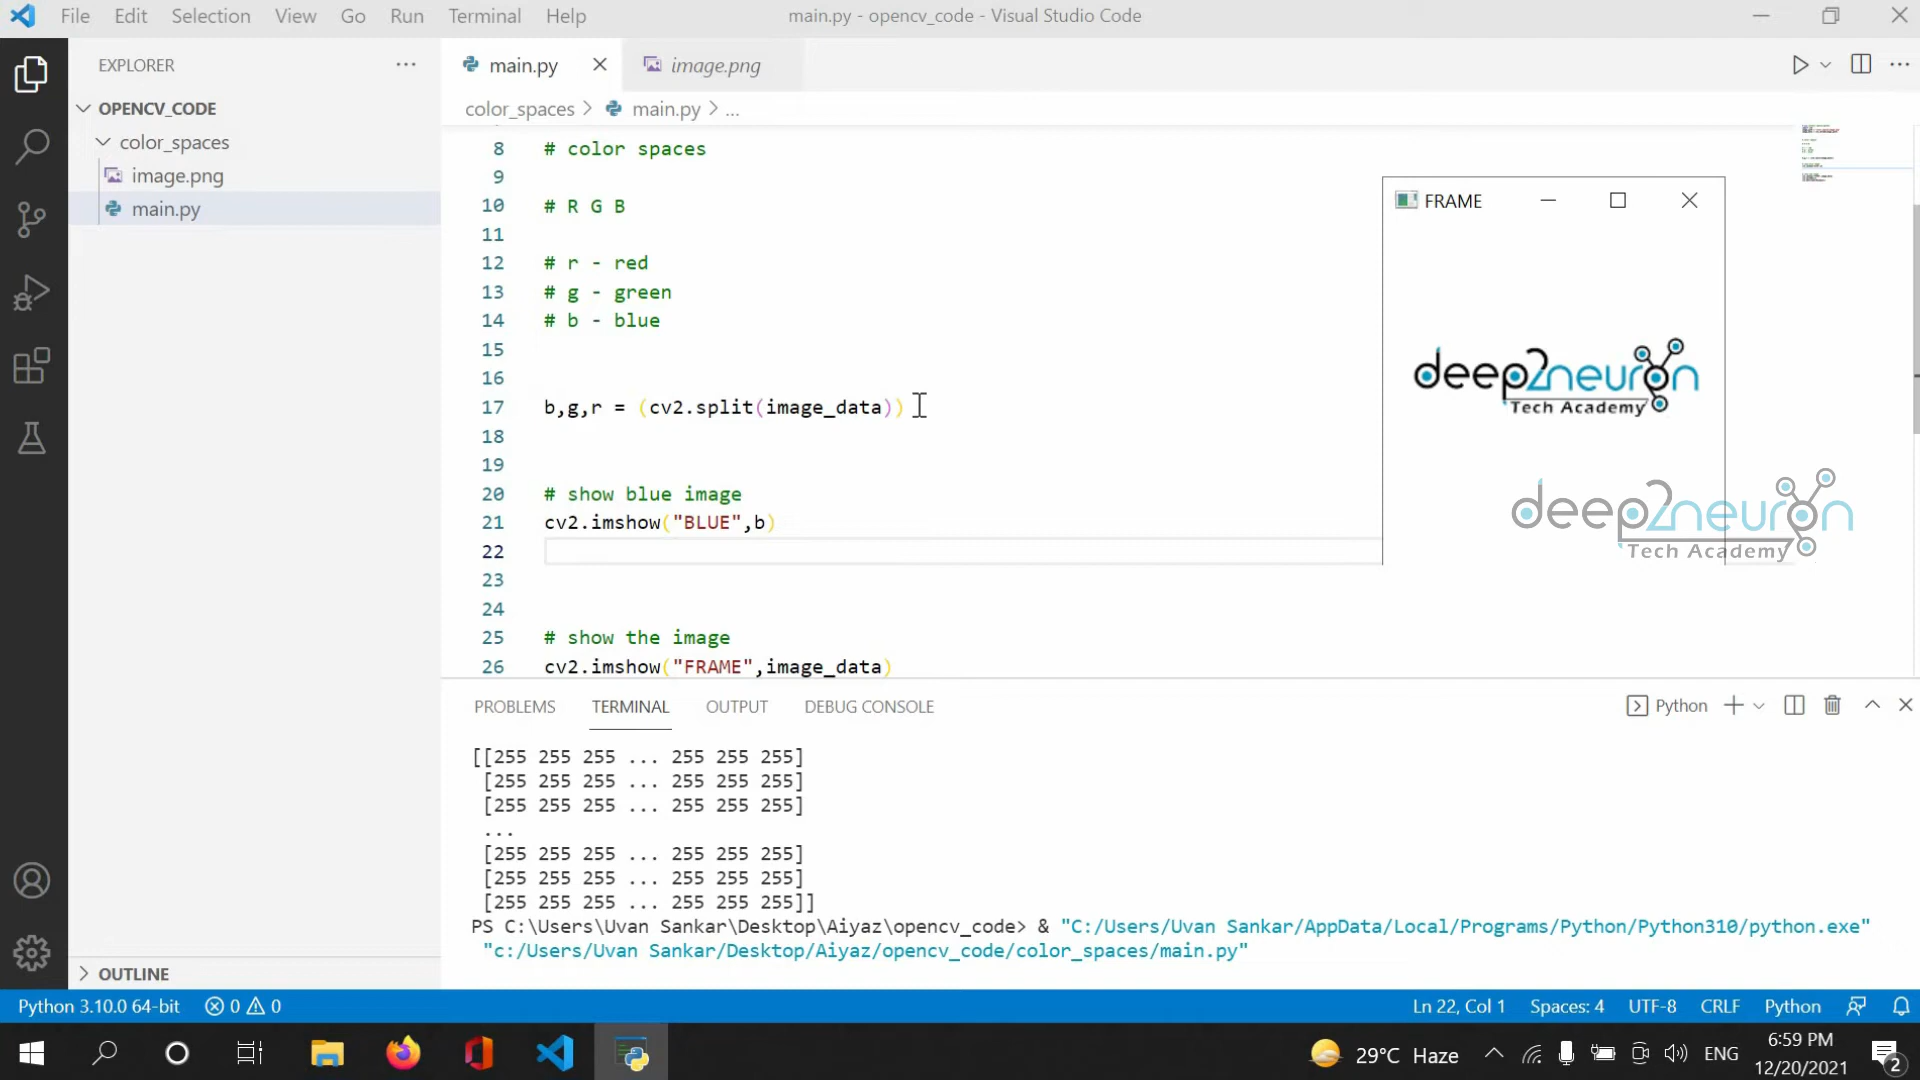 File Edit Selection View Go Run Terminal Help main.py - opencv_code - Visual Studio Code
EXPLORER
OPENCV_CODE
color_spaces
image.png
main.py
OUTLINE
main.py image.png
color_spaces > main.py > ...
8 # color spaces
9
10 # R G B
11
12 # r - red
13 # g - green
14 # b - blue
15
16
17 b,g,r = (cv2.split(image_data))
18
19
20 # show blue image
21 cv2.imshow("BLUE",b)
22
23
24
25 # show the image
26 cv2.imshow("FRAME",image_data)
FRAME
deep2neuron
Tech Academy
deep2neuron
Tech Academy
PROBLEMS TERMINAL OUTPUT DEBUG CONSOLE Python
[[255 255 255 ... 255 255 255]
[255 255 255 ... 255 255 255]
[255 255 255 ... 255 255 255]
...
[255 255 255 ... 255 255 255]
[255 255 255 ... 255 255 255]
[255 255 255 ... 255 255 255]]
PS C:\Users\Uvan Sankar\Desktop\Aiyaz\opencv_code> & "C:/Users/Uvan Sankar/AppData/Local/Programs/Python/Python310/python.exe"
"c:/Users/Uvan Sankar/Desktop/Aiyaz/opencv_code/color_spaces/main.py"
Python 3.10.0 64-bit 0 0 Ln 22, Col 1 Spaces: 4 UTF-8 CRLF Python
29°C Haze ENG 6:59 PM
12/20/2021 2